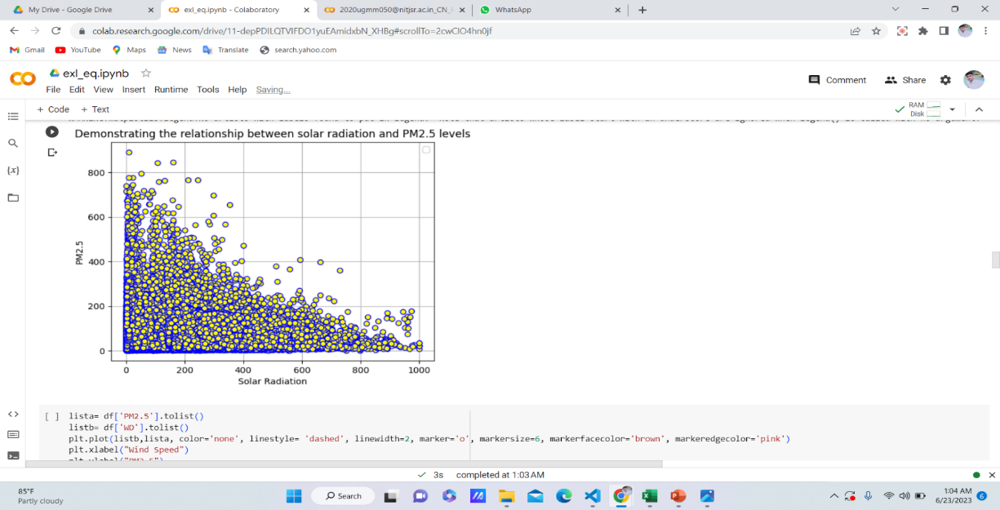 My Drive - Google Drive
exl_eq.ipynb - Colaboratory
2020ugmm050@nitjsr.ac.in_CN_
WhatsApp
colab.research.google.com/drive/11-depPDILQTVIFDO1yuEAmidxbN_XHBg#scrollTo=2cwClO4hn0jf
Gmail YouTube Maps News Translate search.yahoo.com
exl_eq.ipynb
File Edit View Insert Runtime Tools Help Saving...
Comment Share
+ Code + Text
RAM
Disk
Demonstrating the relationship between solar radiation and PM2.5 levels
800
600
400
200
0
PM2.5
0 200 400 600 800 1000
Solar Radiation
[ ] lista= df['PM2.5'].tolist()
listb= df['WD'].tolist()
plt.plot(listb,lista, color='none', linestyle= 'dashed', linewidth=2, marker='o', markersize=6, markerfacecolor='brown', markeredgecolor='pink')
plt.xlabel("Wind Speed")
3s completed at 1:03 AM
85°F
Partly cloudy
Search
1:04 AM
6/23/2023
6